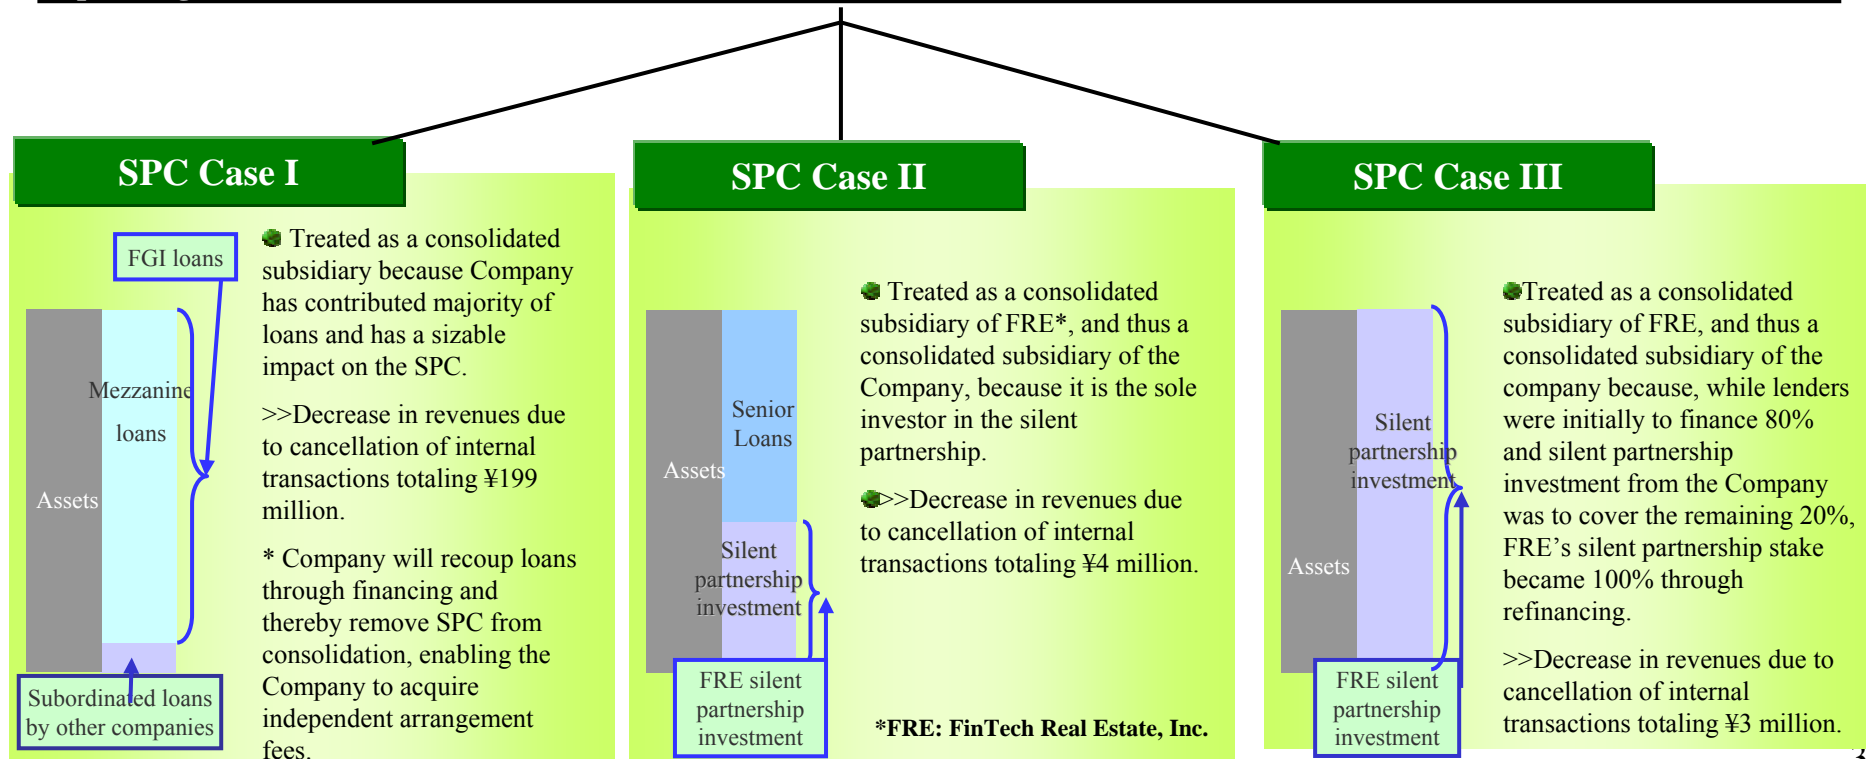 SPC Case I
FGI loans
Mezzanine
loans
Assets
Subordinated loans
by other companies
Treated as a consolidated
subsidiary because Company
has contributed majority of
loans and has a sizable
impact on the SPC.
>>Decrease in revenues due
to cancellation of internal
transactions totaling ¥199
million.
* Company will recoup loans
through financing and
thereby remove SPC from
consolidation, enabling the
Company to acquire
independent arrangement
fees.
SPC Case II
Senior
Loans
Assets
Silent
partnership
investment
FRE silent
partnership
investment
Treated as a consolidated
subsidiary of FRE*, and thus a
consolidated subsidiary of the
Company, because it is the sole
investor in the silent
partnership.
>>Decrease in revenues due
to cancellation of internal
transactions totaling ¥4 million.
*FRE: FinTech Real Estate, Inc.
SPC Case III
Silent
partnership
investment
Assets
FRE silent
partnership
investment
Treated as a consolidated
subsidiary of FRE, and thus a
consolidated subsidiary of the
company because, while lenders
were initially to finance 80%
and silent partnership
investment from the Company
was to cover the remaining 20%,
FRE’s silent partnership stake
became 100% through
refinancing.
>>Decrease in revenues due to
cancellation of internal
transactions totaling ¥3 million.